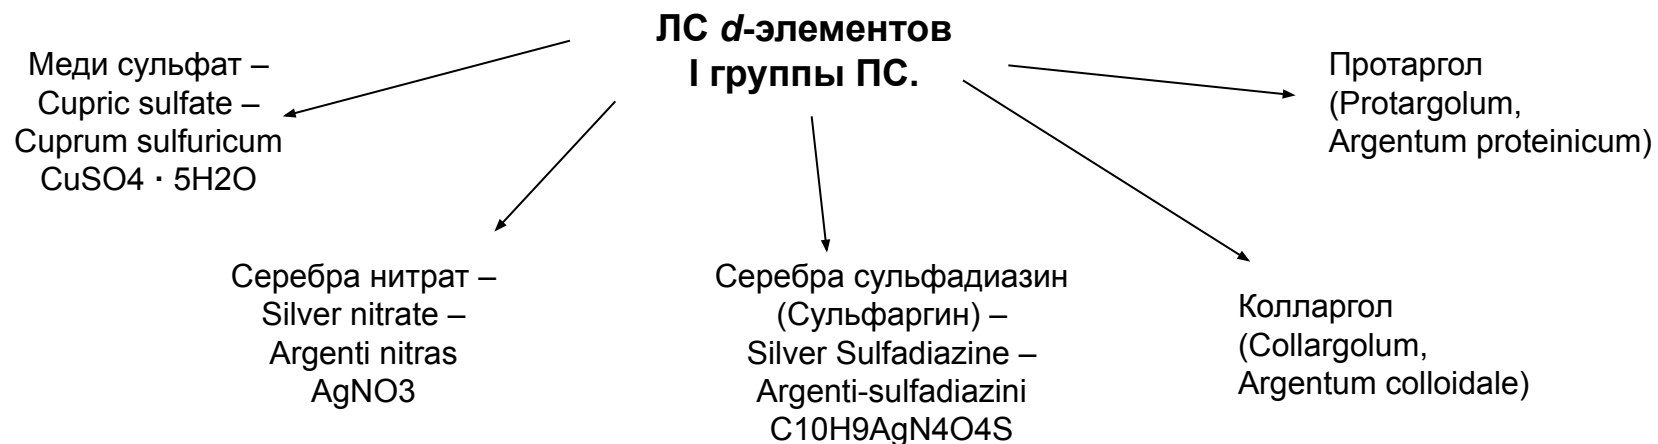 ЛС d-элементов
I группы ПС.
Меди сульфат –
Cupric sulfate –
Cuprum sulfuricum
CuSO4 · 5H2O
Серебра нитрат –
Silver nitrate –
Argenti nitras
AgNO3
Серебра сульфадиазин
(Сульфаргин) –
Silver Sulfadiazine –
Argenti-sulfadiazini
C10H9AgN4O4S
Колларгол
(Collargolum,
Argentum colloidale)
Протаргол
(Protargolum,
Argentum proteinicum)